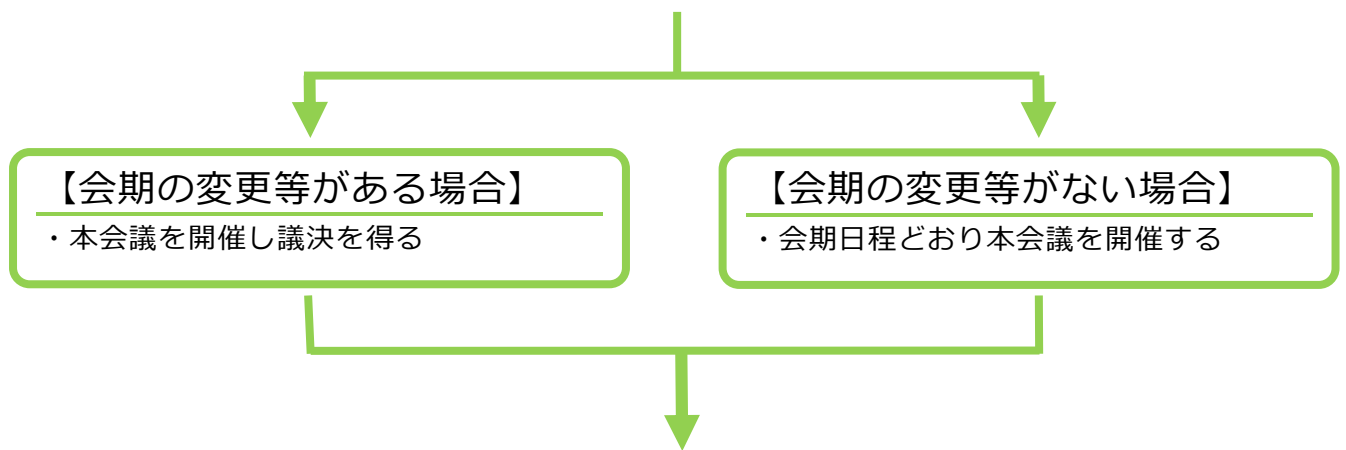 【会期の変更等がある場合】
・本会議を開催し議決を得る
【会期の変更等がない場合】
・会期日程どおり本会議を開催する